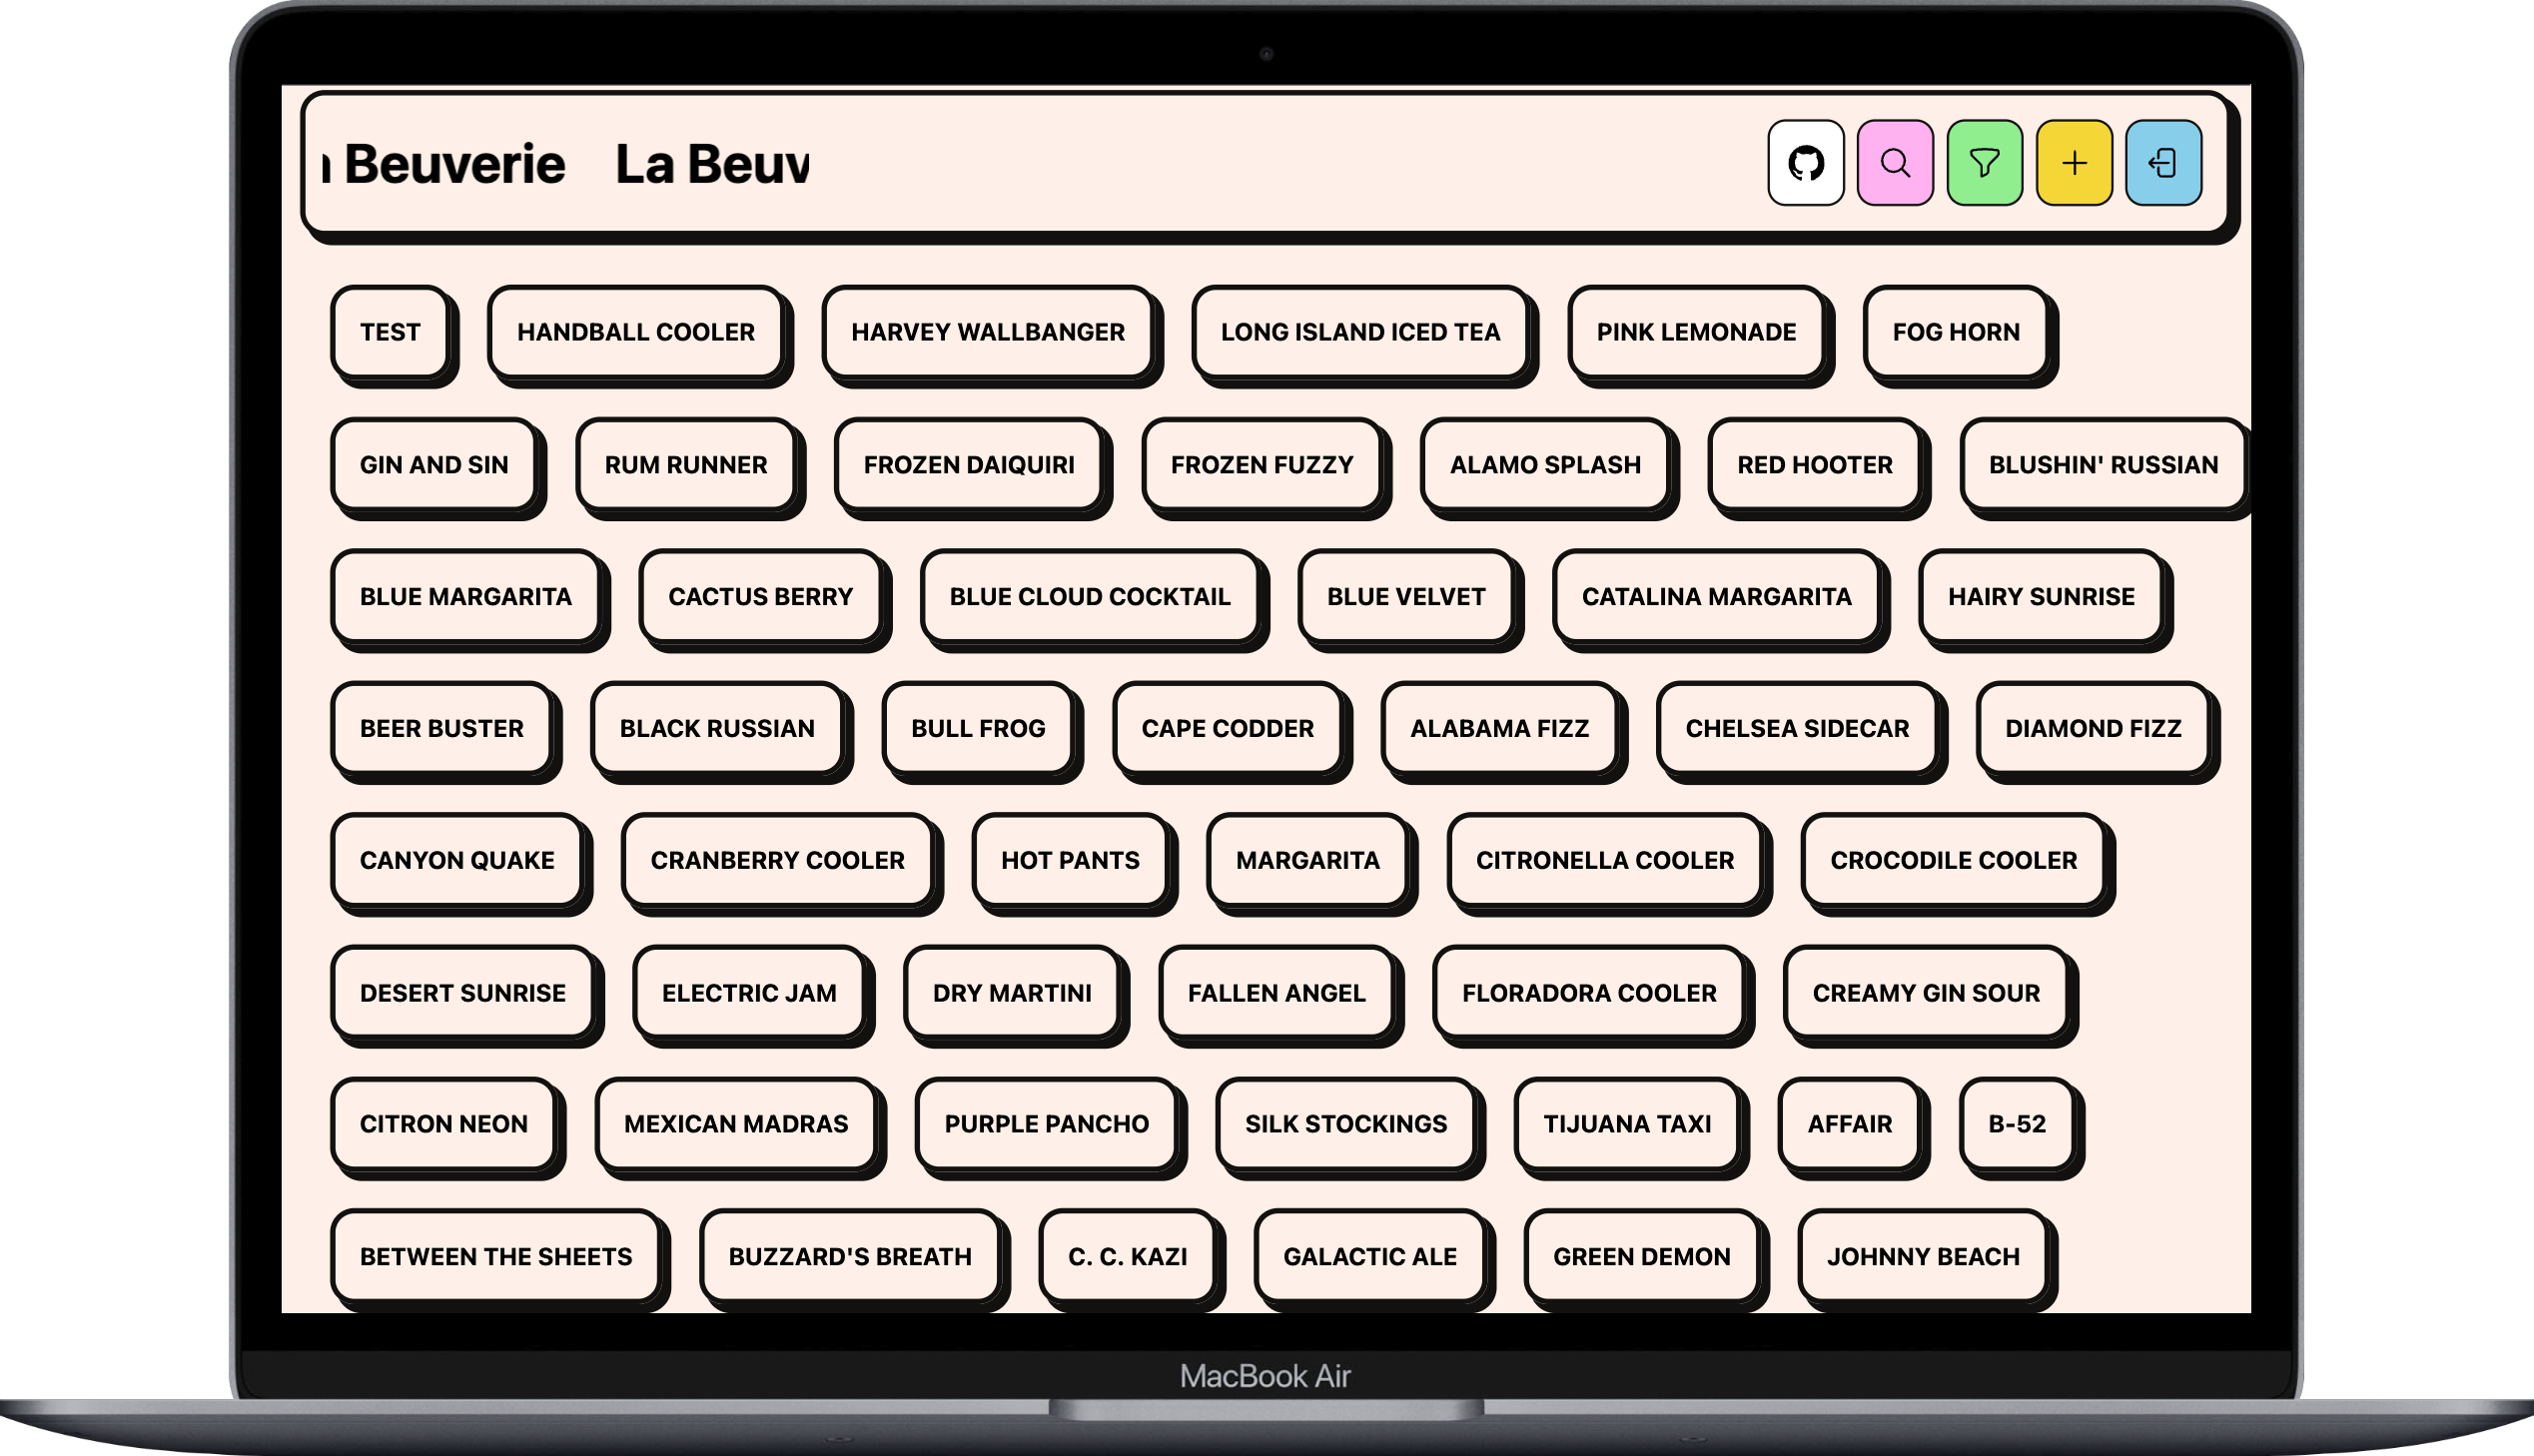 Beuverie La Beuv
TEST HANDBALL COOLER HARVEY WALLBANGER LONG ISLAND ICED TEA PINK LEMONADE FOG HORN
GIN AND SIN RUM RUNNER FROZEN DAIQUIRI FROZEN FUZZY ALAMO SPLASH RED HOOTER BLUSHIN' RUSSIAN
BLUE MARGARITA CACTUS BERRY BLUE CLOUD COCKTAIL BLUE VELVET CATALINA MARGARITA HAIRY SUNRISE
BEER BUSTER BLACK RUSSIAN BULL FROG CAPE CODDER ALABAMA FIZZ CHELSEA SIDECAR DIAMOND FIZZ
CANYON QUAKE CRANBERRY COOLER HOT PANTS MARGARITA CITRONELLA COOLER CROCODILE COOLER
DESERT SUNRISE ELECTRIC JAM DRY MARTINI FALLEN ANGEL FLORADORA COOLER CREAMY GIN SOUR
CITRON NEON MEXICAN MADRAS PURPLE PANCHO SILK STOCKINGS TIJUANA TAXI AFFAIR B-52
BETWEEN THE SHEETS BUZZARD'S BREATH C. C. KAZI GALACTIC ALE GREEN DEMON JOHNNY BEACH
MacBook Air